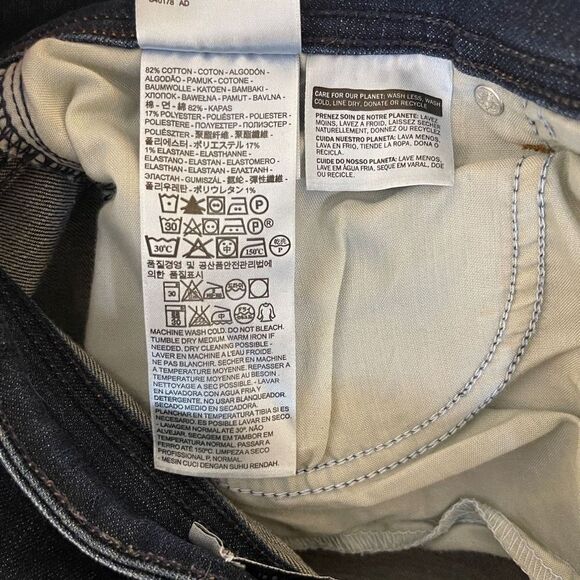 82% COTTON - COTON - ALGODÓN -
ALGODÃO - PAMUK - COTONE -
BAUMWOLLE - KATOEN - BAMBAKI -
ХЛОПОК - BAWEŁNA - PAMUT - BAVLNA -
棉 - 면 - 綿 82% - KAPAS
17% POLYESTER - POLIÉSTER - POLIESTER
- ПОЛИЭСТЕР - POLIESZTER -
POLIÉSZTER - 聚酯纤维 - 聚酯纖維 -
폴리에스터 - ポリエステル 17%
1% ELASTANE - ELASTHANNE -
ELASTANO - ELASTAN - ELASTOMERO
- ELASTHAN - ΕΛΑΣΤΑΝ -
ЭЛАСТАН - GUMISZÁL - 氨纶 - 彈性纖維 -
폴리우레탄 - ポリウレタン 1%
P
30 P
30°C 中 150°C P
품질경영 및 공산품안전관리법에
의한 품질표시
30
30
MACHINE WASH COLD. DO NOT BLEACH.
TUMBLE DRY MEDIUM. WARM IRON IF
NEEDED. DRY CLEANING POSSIBLE -
LAVER EN MACHINE A L'EAU FROIDE
NE PAS BLANCHIR. SECHER EN MACHINE
A TEMPERATURE MOYENNE. REPASSER A
TEMPERATURE MOYENNE AU BESOIN
NETTOYAGE A SEC POSSIBLE - LAVAR
EN LAVADORA CON AGUA FRIA Y
DETERGENTE. NO USAR BLANQUEADOR.
SECAR MEDIO EN SECADORA.
PLANCHAR EN TEMPERATURA TIBIA SI ES
NECESARIO. ES POSIBLE LAVAR EN SECO.
- LAVAGEM NORMAL ATÉ 30º. NÃO
ALVEJAR. SECAGEM EM TAMBOR EM
TEMPERATURA NORMAL. PASSAR A
FERRO ATÉ 150ºC. LIMPEZA A SECO
PROFISSIONAL P. NORMAL
- MESIN CUCI DENGAN SUHU RENDAH.
CARE FOR OUR PLANET: WASH LESS, WASH
COLD, LINE DRY, DONATE OR RECYCLE
PRENEZ SOIN DE NOTRE PLANETE: LAVEZ
MOINS, LAVEZ A FROID, LAISSEZ SÉCHER
NATURELLEMENT, DONNEZ OU RECYCLEZ
CUIDA NUESTRO PLANETA: LAVA MENOS,
LAVA EN FRIO, TIENDE LA ROPA, DONA O
RECICLA.
CUIDE DO NOSSO PLANETA: LAVE MENOS,
LAVE EM ÁGUA FRIA, SEQUE EM VARAL, DOE
OU RECICLE.